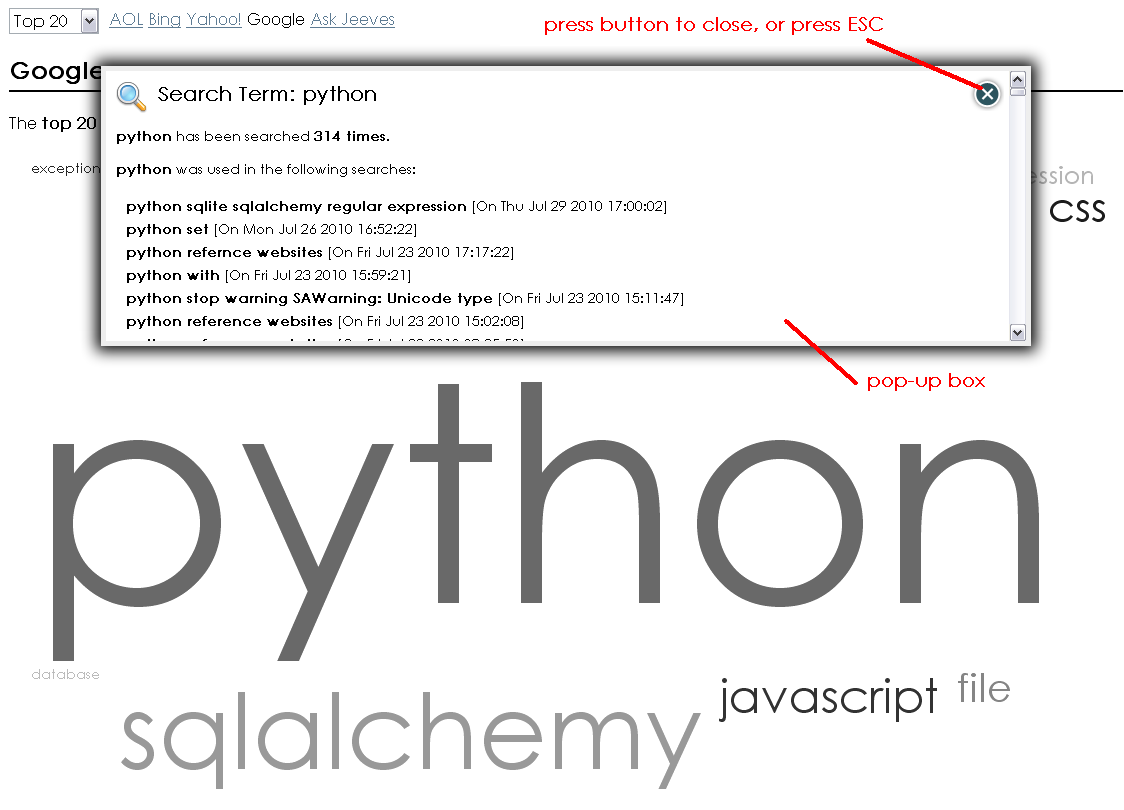 Top 20 AOL Bing Yahoo! Google Ask Jeeves
press button to close, or press ESC
Google
Search Term: python
The top 20
python has been searched 314 times.
exception
python was used in the following searches:
ession
css
python sqlite sqlalchemy regular expression [On Thu Jul 29 2010 17:00:02]
python set [On Mon Jul 26 2010 16:52:22]
python refernce websites [On Fri Jul 23 2010 17:17:22]
python with [On Fri Jul 23 2010 15:59:21]
python stop warning SAWarning: Unicode type [On Fri Jul 23 2010 15:11:47]
python reference websites [On Fri Jul 23 2010 15:02:08]
pop-up box
python
database
sqlalchemy
javascript
file